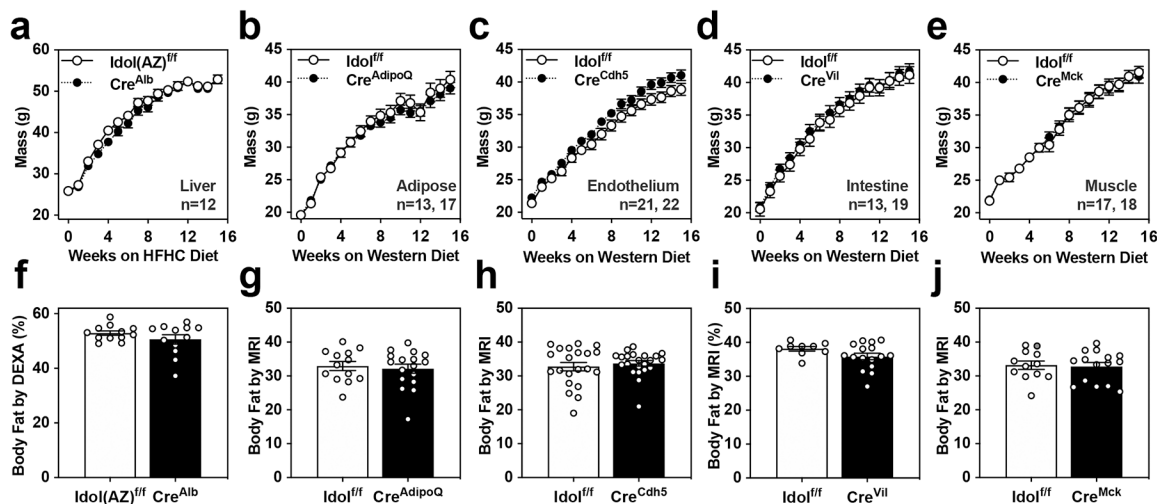 a
Idol(AZ)f/f
CreAlb
Mass (g)
60
50
40
30
20
0 4 8 12 16
Weeks on HFHC Diet
Liver
n=12
b
Idolf/f
CreAdipoQ
Mass (g)
45
40
35
30
25
20
0 4 8 12 16
Weeks on Western Diet
Adipose
n=13, 17
c
Idolf/f
CreCdh5
Mass (g)
45
40
35
30
25
20
0 4 8 12 16
Weeks on Western Diet
Endothelium
n=21, 22
d
Idolf/f
CreVil
Mass (g)
45
40
35
30
25
20
0 4 8 12 16
Weeks on Western Diet
Intestine
n=13, 19
e
Idolf/f
CreMck
Mass (g)
45
40
35
30
25
20
0 4 8 12 16
Weeks on Western Diet
Muscle
n=17, 18
f
Body Fat by DEXA (%)
60
40
20
0
Idol(AZ)f/f CreAlb
g
Body Fat by MRI
50
40
30
20
10
0
Idolf/f CreAdipoQ
h
Body Fat by MRI
50
40
30
20
10
0
Idolf/f CreCdh5
i
Body Fat by MRI (%)
50
40
30
20
10
0
Idolf/f CreVil
j
Body Fat by MRI
50
40
30
20
10
0
Idolf/f CreMck